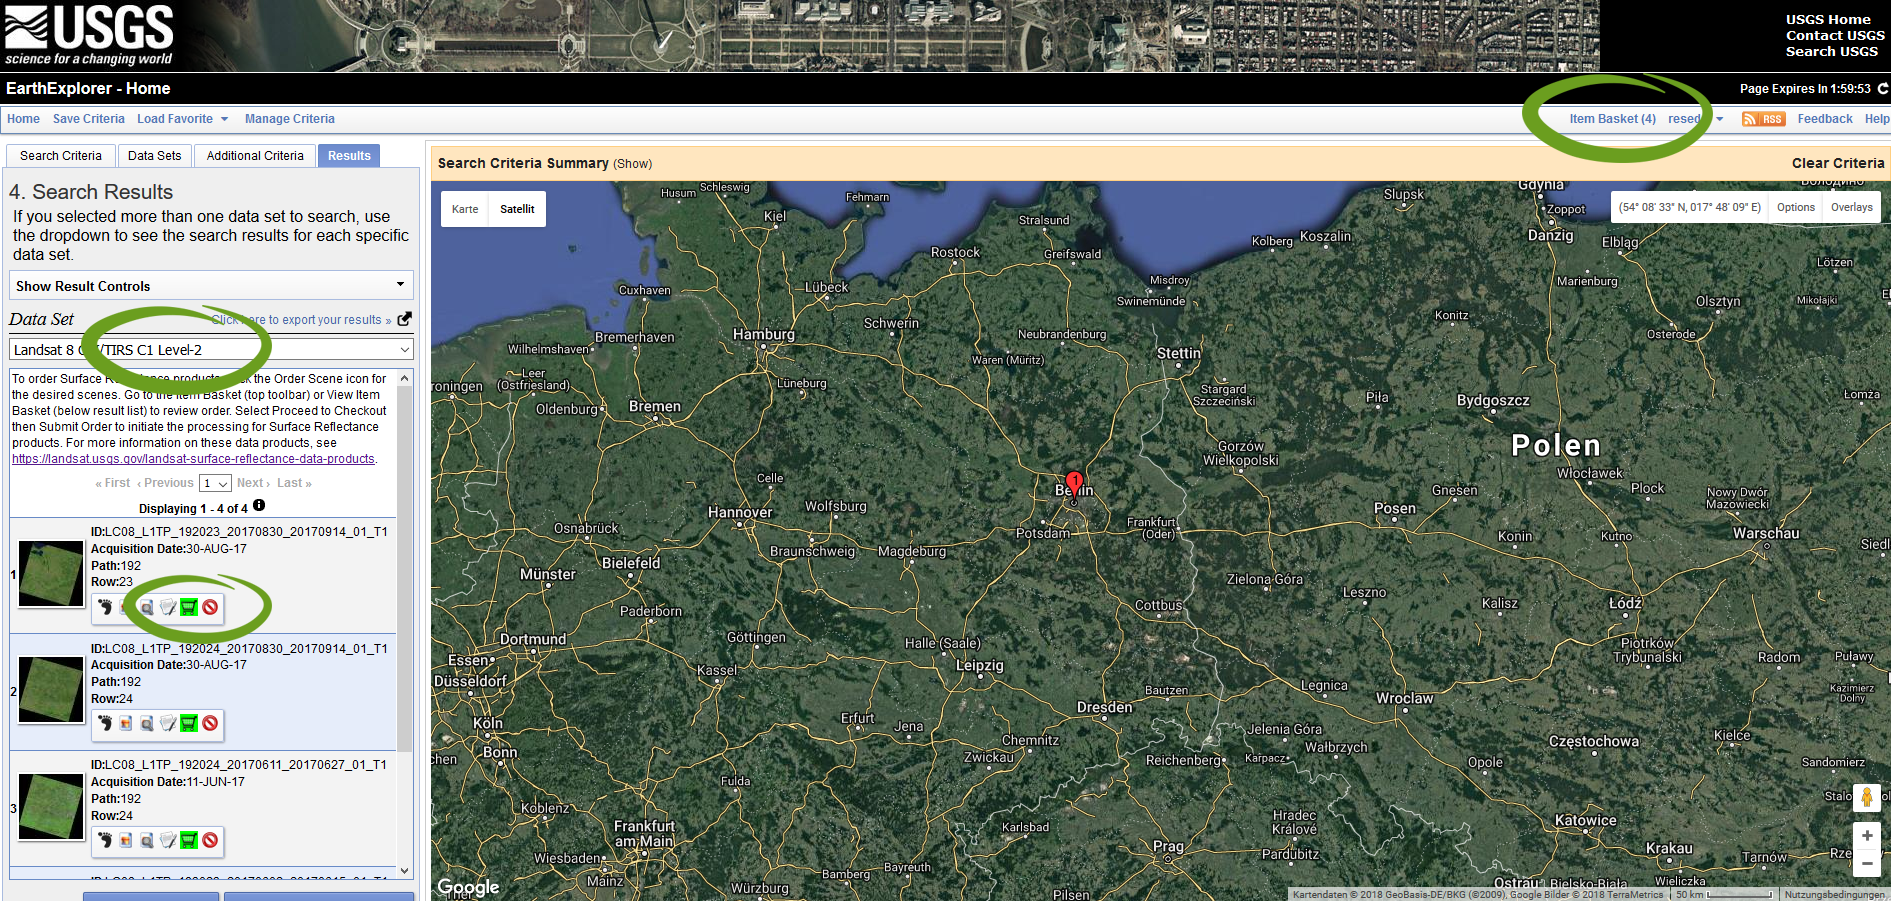 USGS
science for a changing world
USGS Home
Contact USGS
Search USGS
EarthExplorer - Home
Page Expires In 1:59:53
Home Save Criteria Load Favorite Manage Criteria
Item Basket (4) resed RSS Feedback Help
Search Criteria Data Sets Additional Criteria Results
4. Search Results
If you selected more than one data set to search, use
the dropdown to see the search results for each specific
data set.
Show Result Controls
Data Set
Click here to export your results »
Landsat 8 /TIRS C1 Level-2
To order Surface products the Order Scene icon for
the desired scenes. Go to the Item Basket (top toolbar) or View Item
Basket (below result list) to review order. Select Proceed to Checkout
then Submit Order to initiate the processing for Surface Reflectance
products. For more information on these data products, see
https://landsat.usgs.gov/landsat-surface-reflectance-data-products.
« First ‹ Previous 1 Next › Last »
Displaying 1 - 4 of 4
1
ID:LC08_L1TP_192023_20170830_20170914_01_T1
Acquisition Date:30-AUG-17
Path:192
Row:23
2
ID:LC08_L1TP_192024_20170830_20170914_01_T1
Acquisition Date:30-AUG-17
Path:192
Row:24
3
ID:LC08_L1TP_192024_20170611_20170627_01_T1
Acquisition Date:11-JUN-17
Path:192
Row:24
Search Criteria Summary (Show)
Clear Criteria
Karte Satellit
(54° 08' 33" N, 017° 48' 09" E) Options Overlays
Husum Schleswig Fehmarn Slupsk Gdynia
Kiel Stralsund Zoppot
Rostock Greifswald Kolberg Koszalin Danzig Elbląg
Lötzen
Cuxhaven Lübeck Misdroy Marienburg
Swinemünde Olsztyn Mikołajki
Bremerhaven Hamburg Schwerin Neubrandenburg Konitz Osterode
Wilhelmshaven Waren (Müritz) Stettin
Leer
(Ostfriesland) Lüneburg Stargard
Szczeciński
Oldenburg Bremen Piła Bydgoszcz Łomża
Gorzów
Wielkopolski Polen
Celle Włocławek
Wolfsburg 1 Berlin Gnesen Plock Nowy Dwór
Mazowiecki
Hannover Posen
Osnabrück Potsdam Frankfurt
(Oder) Konin Kutno Warschau
Braunschweig Magdeburg
Bielefeld
Münster Zielona Góra
Leszno Kalisz Łódź
Paderborn Cottbus
Dortmund Göttingen Halle (Saale) Piotrków
Trybunalski Radom Puławy
Essen Kassel Leipzig
Düsseldorf Bautzen Legnica Wroclaw Kazimierz
Dolny
Köln Erfurt Jena Dresden
Bonn Chemnitz Jelenia Góra Częstochowa Kielce
Zwickau Reichenberg Karpacz Wałbrzych Opole Sandomierz
Fulda
Koblenz
Frankfurt
am Main Karlsbad Hradec
Králové Katowice
Wiesbaden Prag Pardubitz Krakau Tarnów
Mainz Bamberg Bayreuth Wieliczka
Google Würzburg Pilsen Ostrau Bielsko-Biała
Kartendaten © 2018 GeoBasis-DE/BKG (©2009), Google Bilder © 2018 TerraMetrics 50 km Nutzungsbedingungen